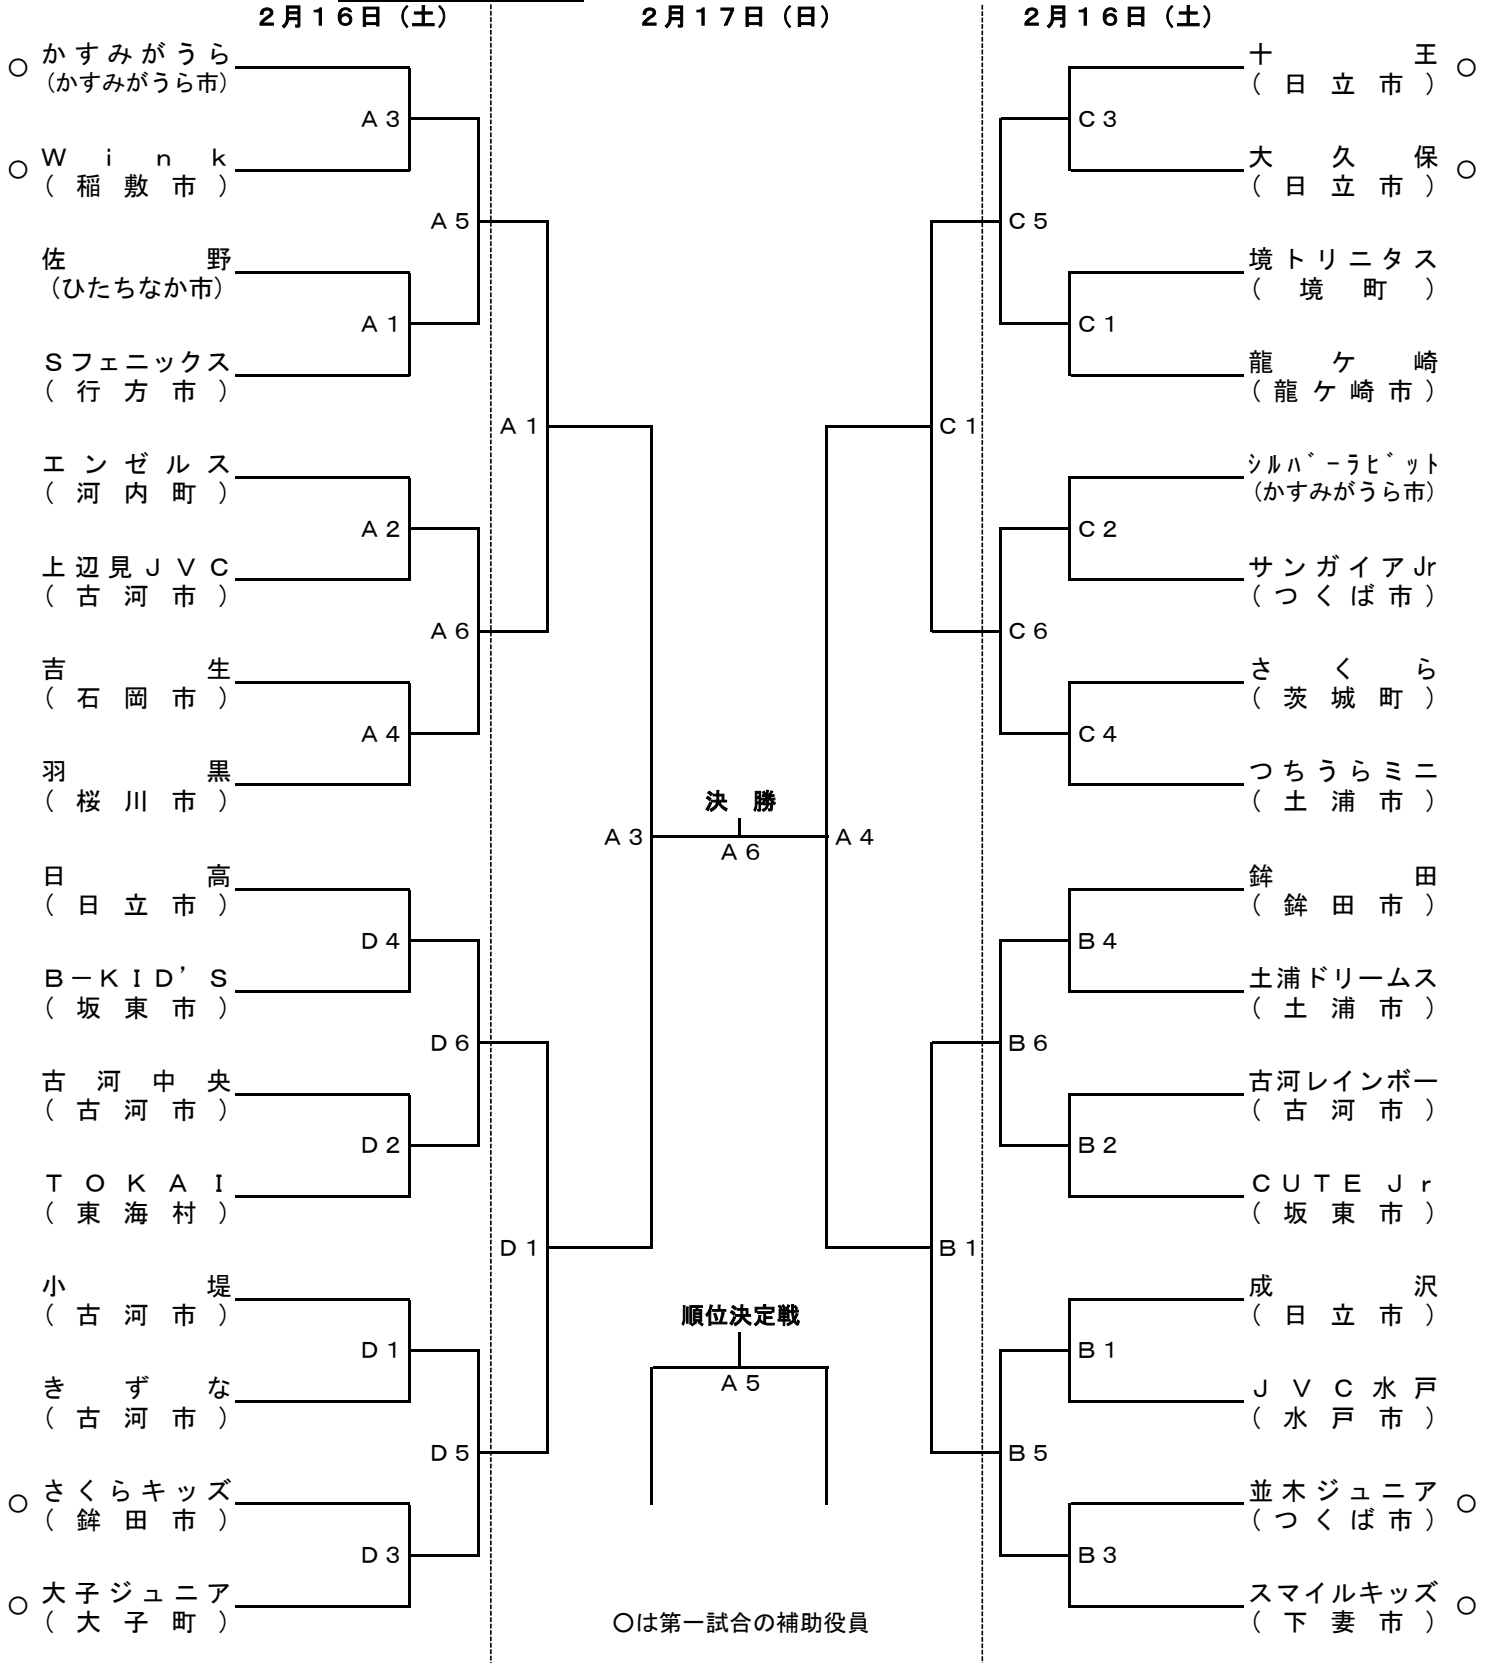 ２月１６日（土）
２月１７日（日）
２月１６日（土）
○ かすみがうら
（かすみがうら市）
A３
○ Wink
（稲敷市）
A５
佐野
（ひたちなか市）
A１
Sフェニックス
（行方市）
A１
エンゼルス
（河内町）
A２
上辺見JVC
（古河市）
A６
吉生
（石岡市）
A４
羽黒
（桜川市）
A３
日高
（日立市）
D４
B－KID’S
（坂東市）
D６
古河中央
（古河市）
D２
TOKAI
（東海村）
D１
小堤
（古河市）
D１
きずな
（古河市）
D５
○ さくらキッズ
（鉾田市）
D３
○ 大子ジュニア
（大子町）
決勝
A６
順位決定戦
A５
○は第一試合の補助役員
十王 ○
（日立市）
C３
大久保 ○
（日立市）
C５
境トリニタス
（境町）
C１
龍ケ崎
（龍ケ崎市）
C１
ｼﾙﾊﾞｰﾗﾋﾞｯﾄ
（かすみがうら市）
C２
サンガイアJr
（つくば市）
C６
さくら
（茨城町）
C４
つちうらミニ
（土浦市）
A４
鉾田
（鉾田市）
B４
土浦ドリームス
（土浦市）
B６
古河レインボー
（古河市）
B２
CUTE Jr
（坂東市）
B１
成沢
（日立市）
B１
JVC水戸
（水戸市）
B５
並木ジュニア ○
（つくば市）
B３
スマイルキッズ ○
（下妻市）